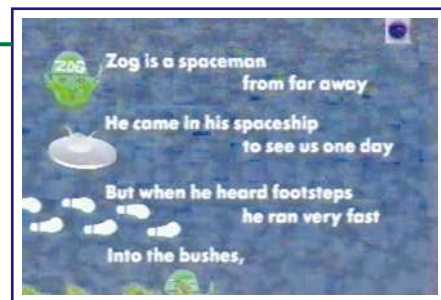 ZOG
Zog is a spaceman
from far away
He came in his spaceship
to see us one day
But when he heard footsteps
he ran very fast
Into the bushes,